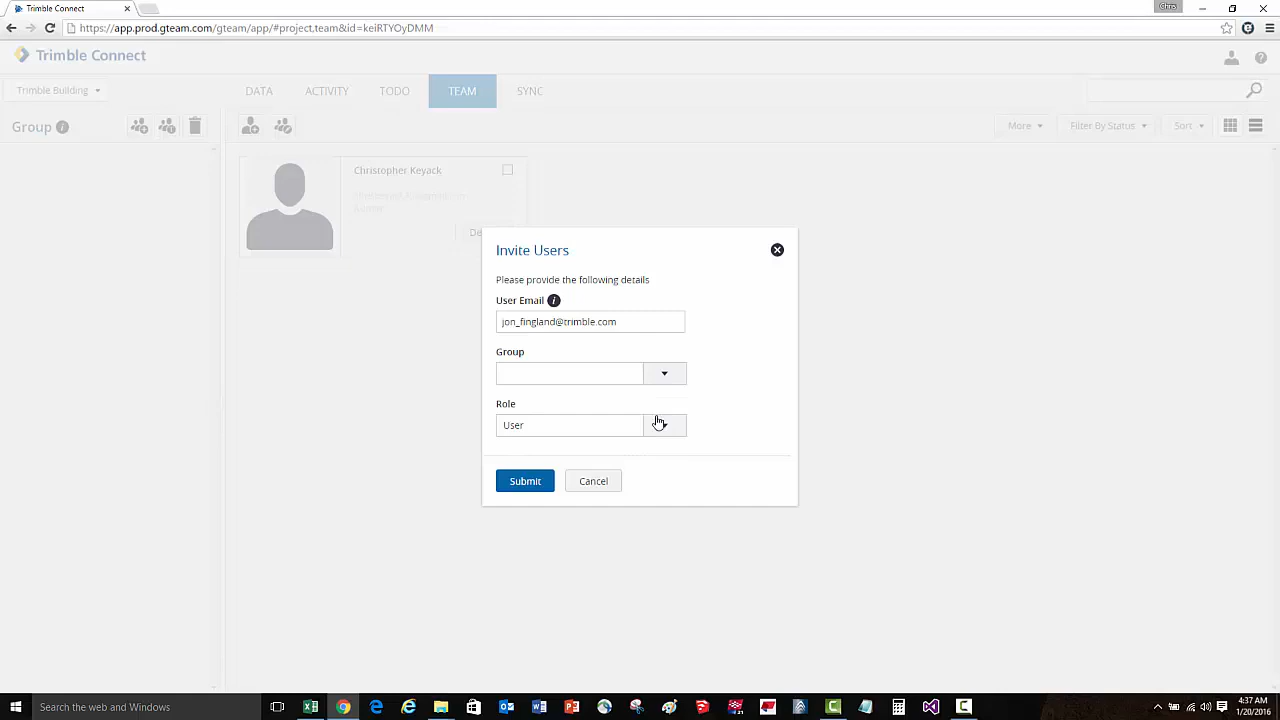 Trimble Connect
Chris
https://app.prod.gteam.com/gteam/app/#project,team&id=keiRTYOyDMM
Trimble Connect
Trimble Building
DATA
ACTIVITY
TODO
TEAM
SYNC
Group
More
Filter By Status
Sort
Christopher Keyack
De
Invite Users
Please provide the following details
User Email
jon_fingland@trimble.com
Group
Role
User
Submit
Cancel
Search the web and Windows
4:37 AM
1/20/2016